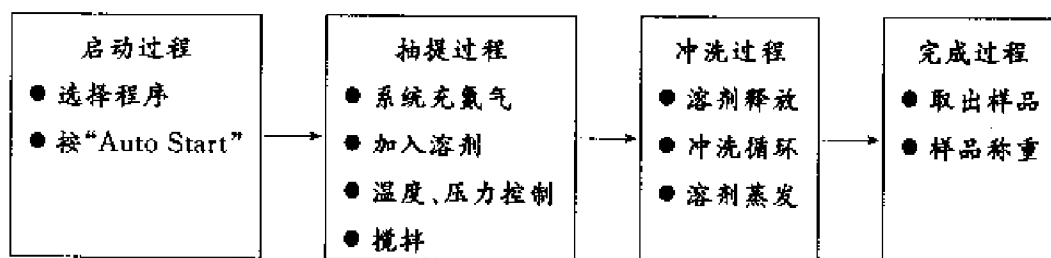 启动过程
● 选择程序
● 按“Auto Start”
抽提过程
● 系统充氮气
● 加入溶剂
● 温度、压力控制
● 搅拌
冲洗过程
● 溶剂释放
● 冲洗循环
● 溶剂蒸发
完成过程
● 取出样品
● 样品称重